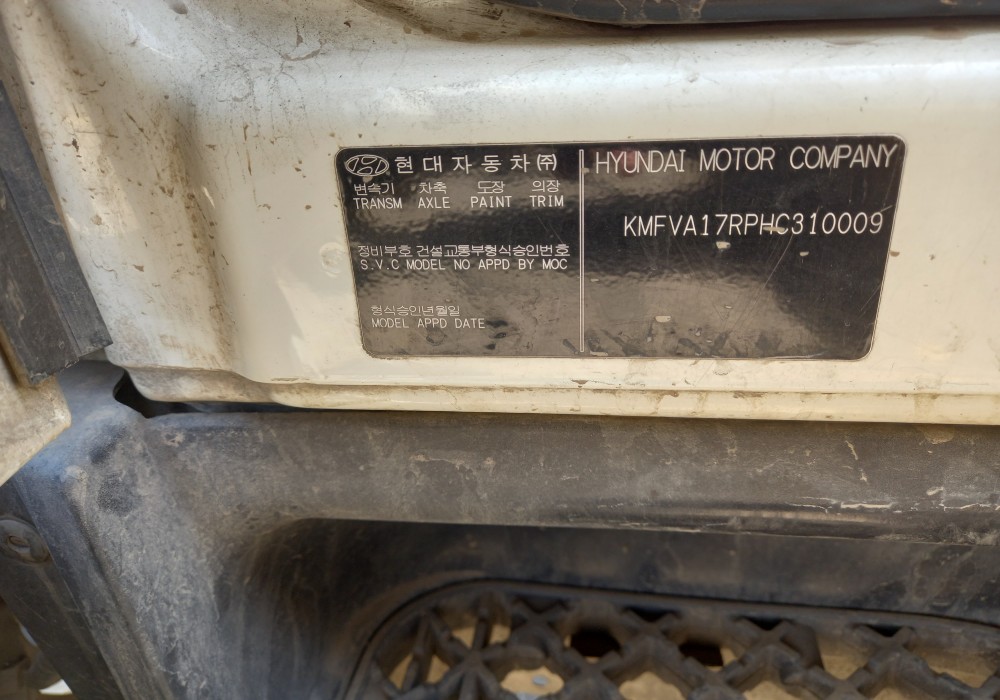 현대자동차㈜
변속기 차축 도장 의장
TRANSM AXLE PAINT TRIM
정비부호 건설교통부형식승인번호
S.V.C MODEL NO APPD BY MOC
형식승인년월일
MODEL APPD DATE
HYUNDAI MOTOR COMPANY
KMFVA17RPHC310009